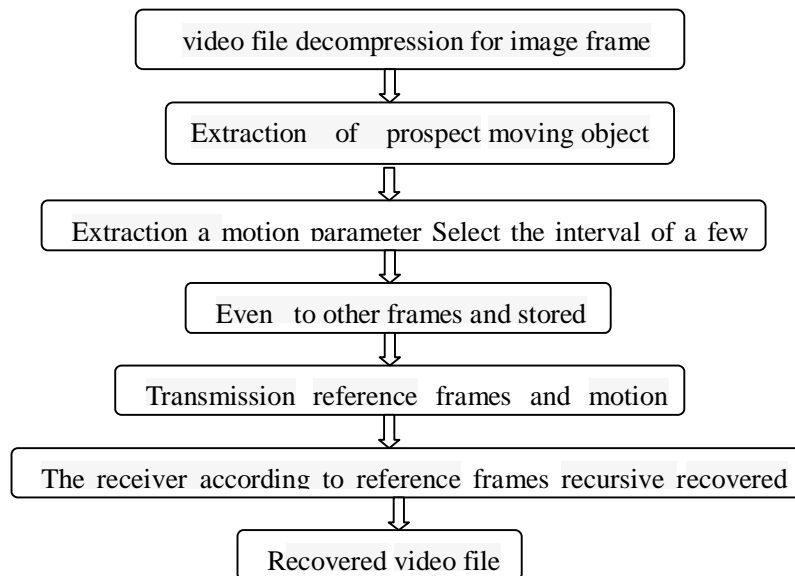 video file decompression for image frame
Extraction of prospect moving object
Extraction a motion parameter Select the interval of a few
Even to other frames and stored
Transmission reference frames and motion
The receiver according to reference frames recursive recovered
Recovered video file